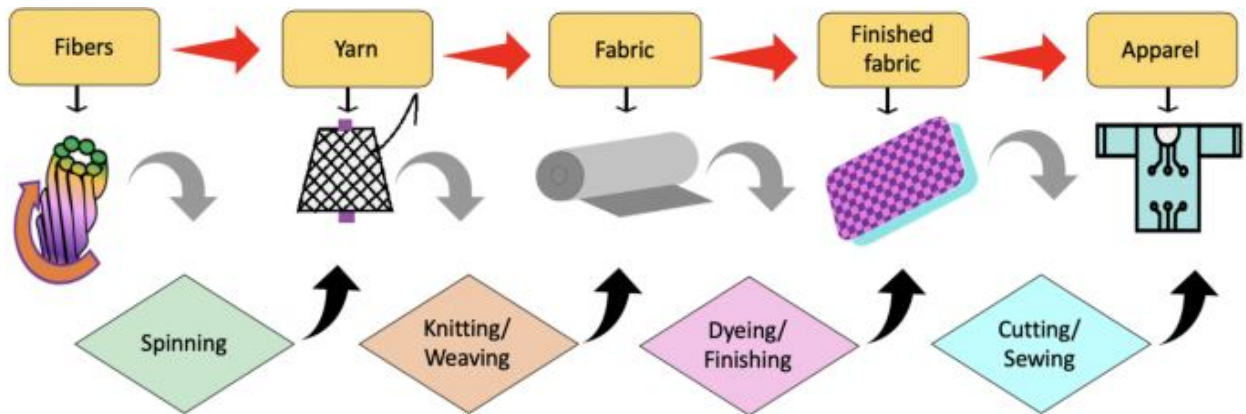 Fibers
Yarn
Fabric
Finished
fabric
Apparel
Spinning
Knitting/
Weaving
Dyeing/
Finishing
Cutting/
Sewing